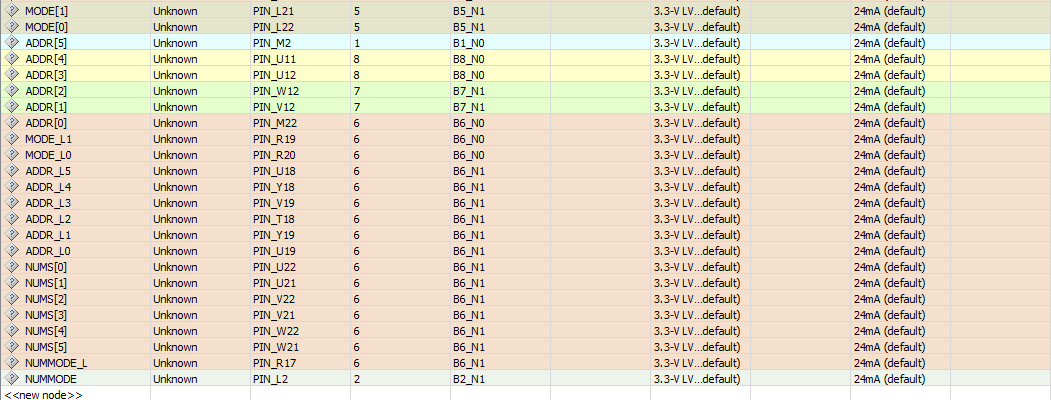 MODE[1] Unknown PIN_L21 5 B5_N1 3.3-V LV...default) 24mA (default)
MODE[0] Unknown PIN_L22 5 B5_N1 3.3-V LV...default) 24mA (default)
ADDR[5] Unknown PIN_M2 1 B1_N0 3.3-V LV...default) 24mA (default)
ADDR[4] Unknown PIN_U11 8 B8_N0 3.3-V LV...default) 24mA (default)
ADDR[3] Unknown PIN_U12 8 B8_N0 3.3-V LV...default) 24mA (default)
ADDR[2] Unknown PIN_W12 7 B7_N1 3.3-V LV...default) 24mA (default)
ADDR[1] Unknown PIN_V12 7 B7_N1 3.3-V LV...default) 24mA (default)
ADDR[0] Unknown PIN_M22 6 B6_N0 3.3-V LV...default) 24mA (default)
MODE_L1 Unknown PIN_R19 6 B6_N0 3.3-V LV...default) 24mA (default)
MODE_L0 Unknown PIN_R20 6 B6_N0 3.3-V LV...default) 24mA (default)
ADDR_L5 Unknown PIN_U18 6 B6_N1 3.3-V LV...default) 24mA (default)
ADDR_L4 Unknown PIN_Y18 6 B6_N1 3.3-V LV...default) 24mA (default)
ADDR_L3 Unknown PIN_V19 6 B6_N1 3.3-V LV...default) 24mA (default)
ADDR_L2 Unknown PIN_T18 6 B6_N1 3.3-V LV...default) 24mA (default)
ADDR_L1 Unknown PIN_Y19 6 B6_N1 3.3-V LV...default) 24mA (default)
ADDR_L0 Unknown PIN_U19 6 B6_N1 3.3-V LV...default) 24mA (default)
NUMS[0] Unknown PIN_U22 6 B6_N1 3.3-V LV...default) 24mA (default)
NUMS[1] Unknown PIN_U21 6 B6_N1 3.3-V LV...default) 24mA (default)
NUMS[2] Unknown PIN_V22 6 B6_N1 3.3-V LV...default) 24mA (default)
NUMS[3] Unknown PIN_V21 6 B6_N1 3.3-V LV...default) 24mA (default)
NUMS[4] Unknown PIN_W22 6 B6_N1 3.3-V LV...default) 24mA (default)
NUMS[5] Unknown PIN_W21 6 B6_N1 3.3-V LV...default) 24mA (default)
NUMMODE_L Unknown PIN_R17 6 B6_N1 3.3-V LV...default) 24mA (default)
NUMMODE Unknown PIN_L2 2 B2_N1 3.3-V LV...default) 24mA (default)
<<new node>>